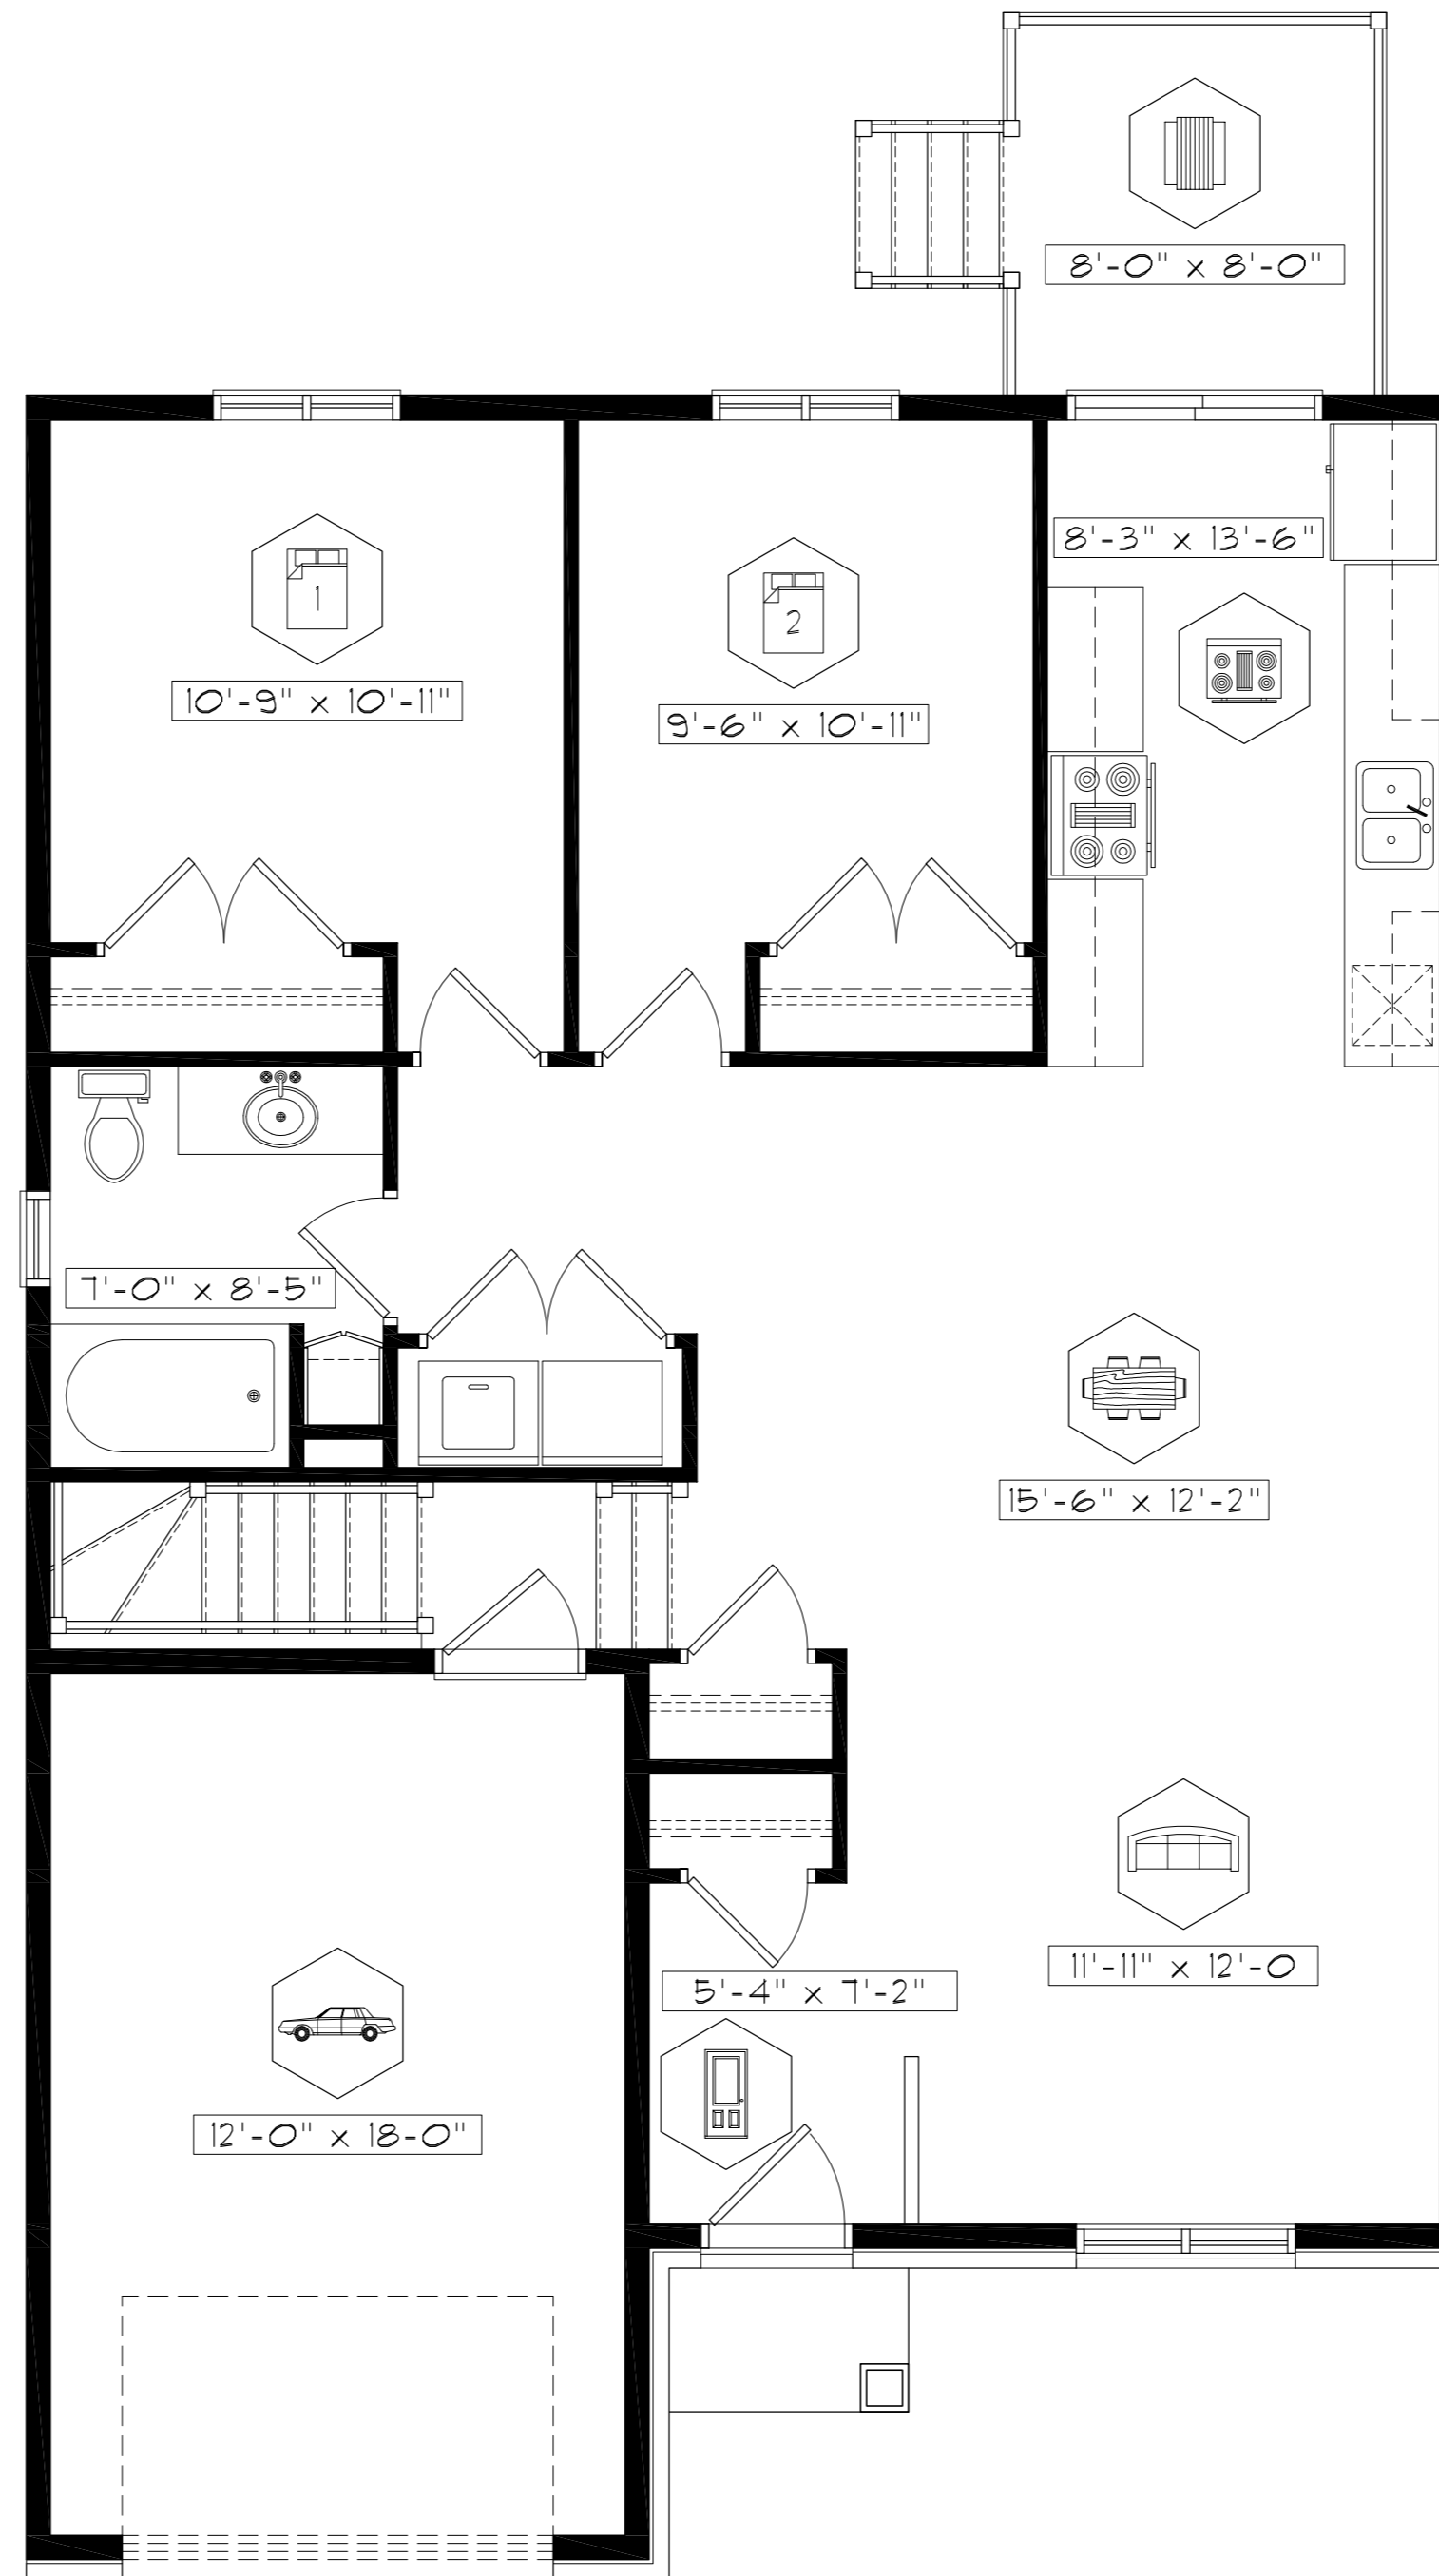 8'-0" x 8'-0"
8'-3" x 13'-6"
1
2
10'-9" x 10'-11"
9'-6" x 10'-11"
7'-0" x 8'-5"
15'-6" x 12'-2"
11'-11" x 12'-0
5'-4" x 7'-2"
12'-0" x 18-0"